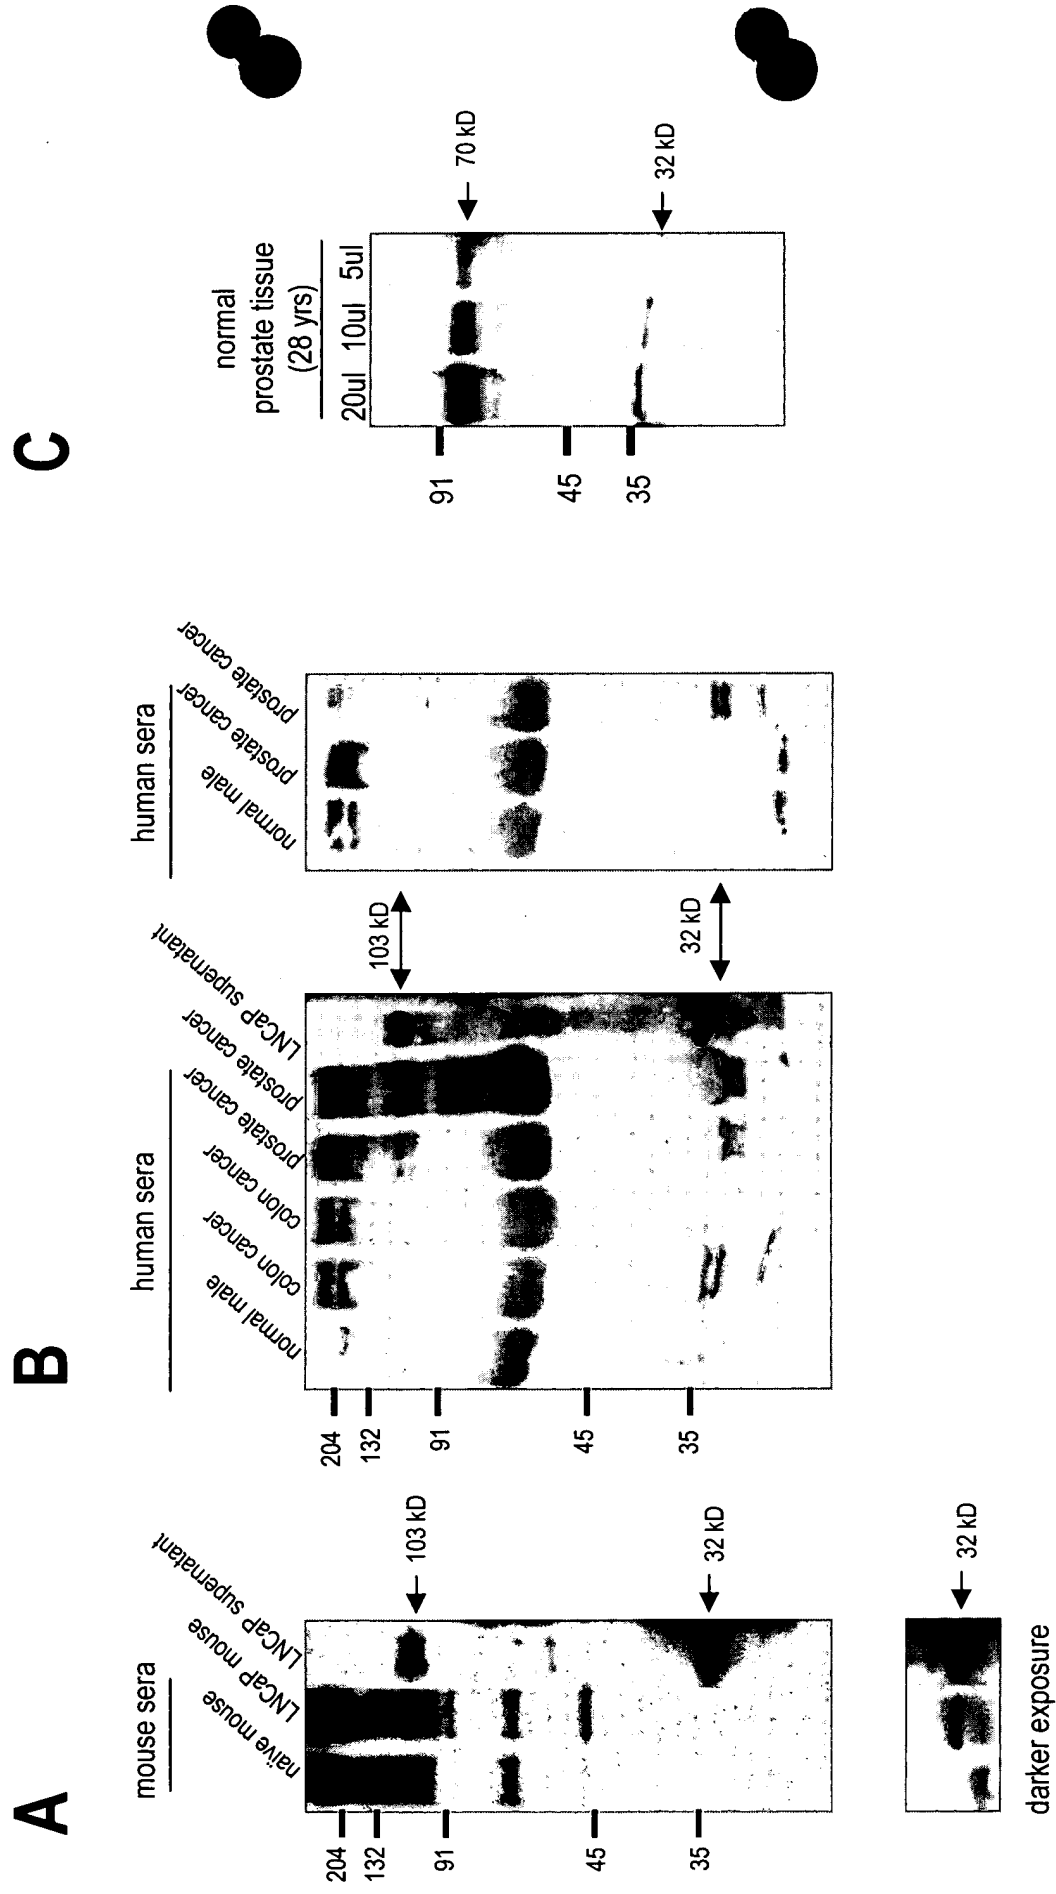 A
mouse sera
naïve mouse
LNCaP mouse
LNCaP supernatant
204
132
91
45
35
103 kD
32 kD
32 kD
darker exposure
B
human sera
normal male
colon cancer
colon cancer
prostate cancer
prostate cancer
LNCaP supernatant
204
132
91
45
35
103 kD
32 kD
human sera
normal male
prostate cancer
prostate cancer
C
normal
prostate tissue
(28 yrs)
20ul 10ul 5ul
91
45
35
70 kD
32 kD